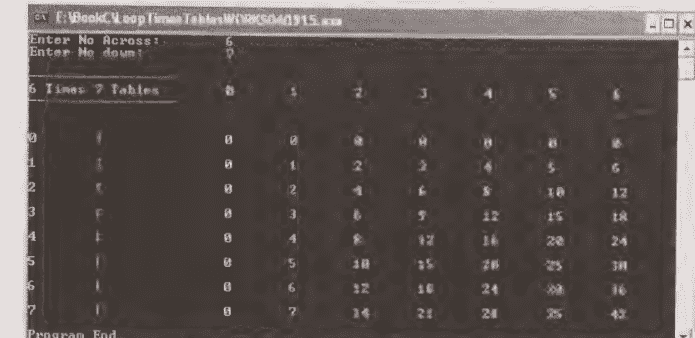 F:\BookC\LoopTimesTablesWORKS040915.exe
Enter No Across: 6
Enter No down: 7
6 Times 7 Tables 0 1 2 3 4 5 6
0 0 0 0 0 0 0 0
1 0 1 2 3 4 5 6
2 0 2 4 6 8 10 12
3 0 3 6 9 12 15 18
4 0 4 8 12 16 20 24
5 0 5 10 15 20 25 30
6 0 6 12 18 24 30 36
7 0 7 14 21 28 35 42
Program End